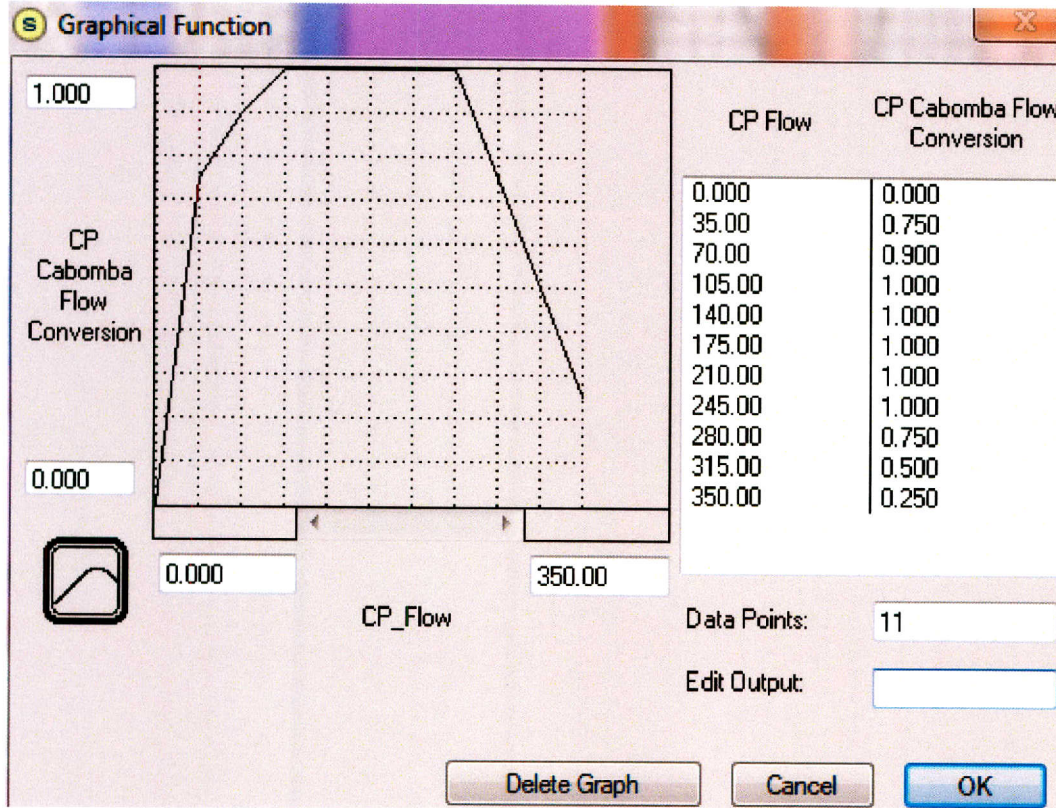 S Graphical Function X
1.000
CP
Cabomba
Flow
Conversion
0.000
0.000
350.00
CP_Flow
CP Flow CP Cabomba Flow Conversion
0.000 0.000
35.00 0.750
70.00 0.900
105.00 1.000
140.00 1.000
175.00 1.000
210.00 1.000
245.00 1.000
280.00 0.750
315.00 0.500
350.00 0.250
Data Points: 11
Edit Output:
Delete Graph Cancel OK